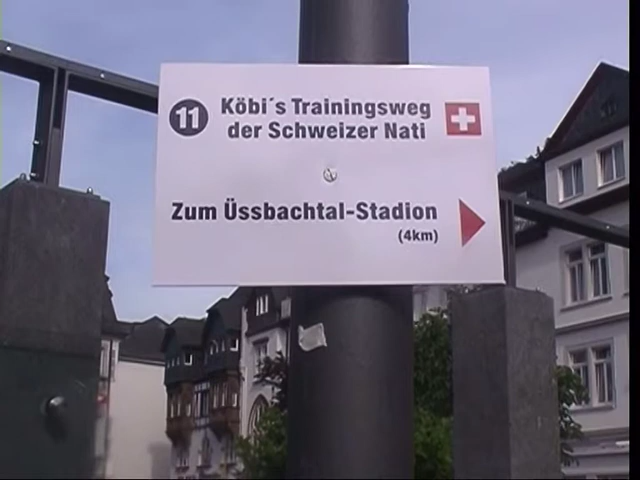 11 Köbi´s Trainingsweg
der Schweizer Nati
Zum Üssbachtal-Stadion
(4km)